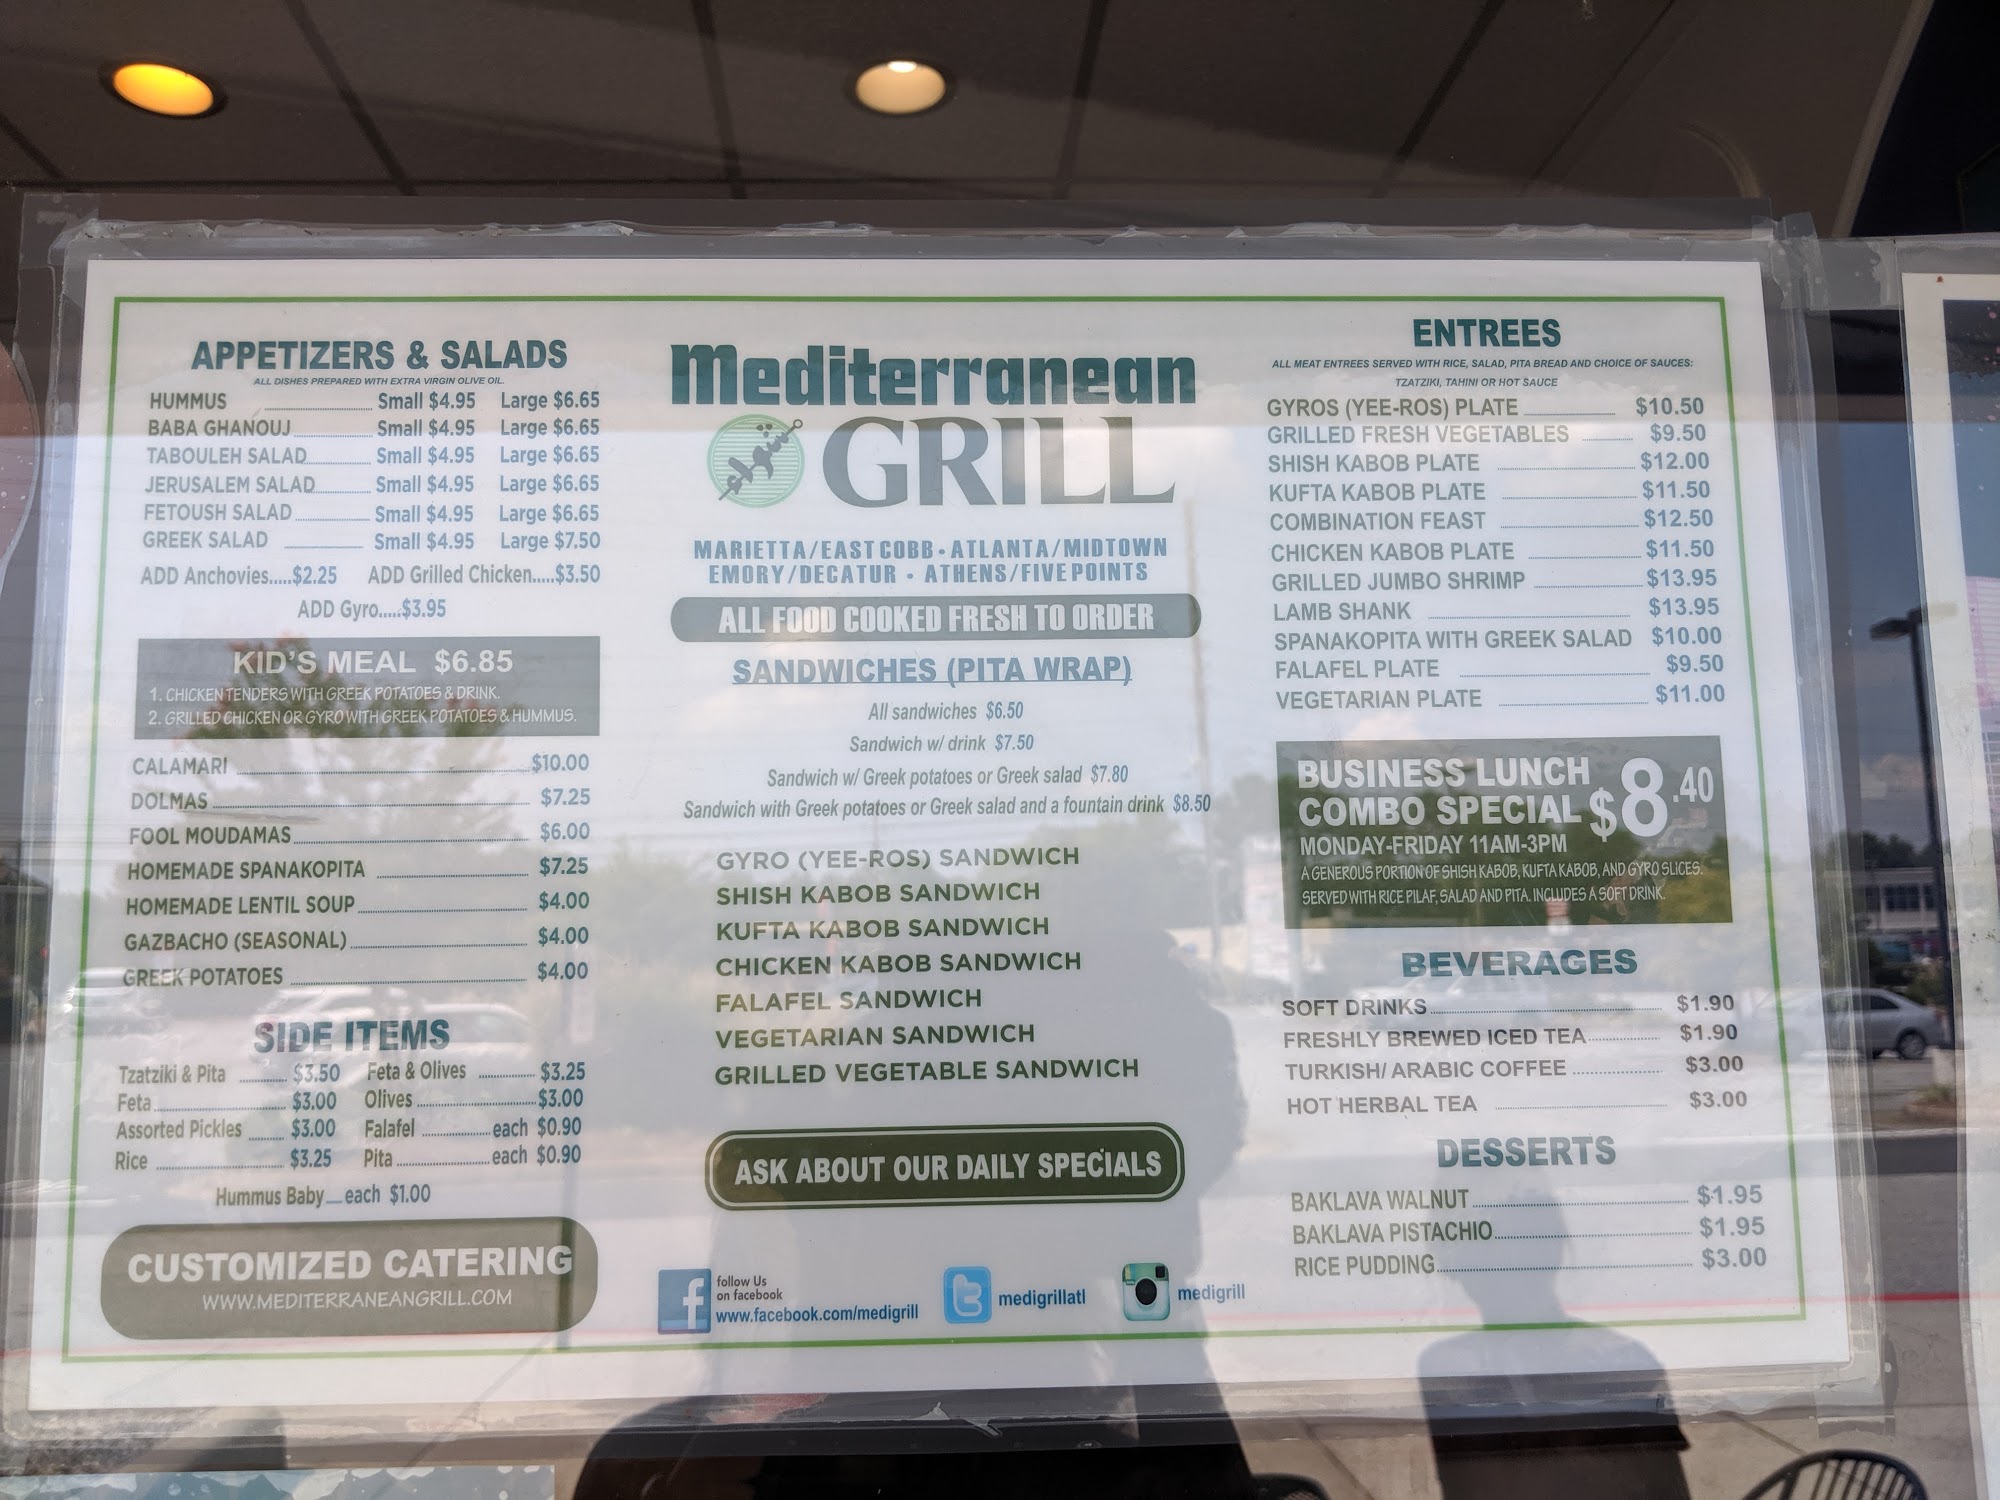 APPETIZERS & SALADS
ALL DISHES PREPARED WITH EXTRA VIRGIN OLIVE OIL.
HUMMUS Small $4.95 Large $6.65
BABA GHANOUJ Small $4.95 Large $6.65
TABOULEH SALAD Small $4.95 Large $6.65
JERUSALEM SALAD Small $4.95 Large $6.65
FETOUSH SALAD Small $4.95 Large $6.65
GREEK SALAD Small $4.95 Large $7.50
ADD Anchovies.....$2.25 ADD Grilled Chicken.....$3.50
ADD Gyro.....$3.95
KID'S MEAL $6.85
1. CHICKEN TENDERS WITH GREEK POTATOES & DRINK.
2. GRILLED CHICKEN OR GYRO WITH GREEK POTATOES & HUMMUS.
CALAMARI $10.00
DOLMAS $7.25
FOOL MOUDAMAS $6.00
HOMEMADE SPANAKOPITA $7.25
HOMEMADE LENTIL SOUP $4.00
GAZBACHO (SEASONAL) $4.00
GREEK POTATOES $4.00
SIDE ITEMS
Tzatziki & Pita $3.50 Feta & Olives $3.25
Feta $3.00 Olives $3.00
Assorted Pickles $3.00 Falafel each $0.90
Rice $3.25 Pita each $0.90
Hummus Baby each $1.00
CUSTOMIZED CATERING
WWW.MEDITERRANEANGRILL.COM
Mediterranean
شواء GRILL
MARIETTA/EAST COBB • ATLANTA/MIDTOWN
EMORY/DECATUR • ATHENS/FIVE POINTS
ALL FOOD COOKED FRESH TO ORDER
SANDWICHES (PITA WRAP)
All sandwiches $6.50
Sandwich w/ drink $7.50
Sandwich w/ Greek potatoes or Greek salad $7.80
Sandwich with Greek potatoes or Greek salad and a fountain drink $8.50
GYRO (YEE-ROS) SANDWICH
SHISH KABOB SANDWICH
KUFTA KABOB SANDWICH
CHICKEN KABOB SANDWICH
FALAFEL SANDWICH
VEGETARIAN SANDWICH
GRILLED VEGETABLE SANDWICH
ASK ABOUT OUR DAILY SPECIALS
f follow Us
on facebook
www.facebook.com/medigrill
t medigrillatl
medigrill
ENTREES
ALL MEAT ENTREES SERVED WITH RICE, SALAD, PITA BREAD AND CHOICE OF SAUCES:
TZATZIKI, TAHINI OR HOT SAUCE
GYROS (YEE-ROS) PLATE $10.50
GRILLED FRESH VEGETABLES $9.50
SHISH KABOB PLATE $12.00
KUFTA KABOB PLATE $11.50
COMBINATION FEAST $12.50
CHICKEN KABOB PLATE $11.50
GRILLED JUMBO SHRIMP $13.95
LAMB SHANK $13.95
SPANAKOPITA WITH GREEK SALAD $10.00
FALAFEL PLATE $9.50
VEGETARIAN PLATE $11.00
BUSINESS LUNCH
COMBO SPECIAL $8.40
MONDAY-FRIDAY 11AM-3PM
A GENEROUS PORTION OF SHISH KABOB, KUFTA KABOB, AND GYRO SLICES.
SERVED WITH RICE PILAF, SALAD AND PITA. INCLUDES A SOFT DRINK.
BEVERAGES
SOFT DRINKS $1.90
FRESHLY BREWED ICED TEA $1.90
TURKISH/ ARABIC COFFEE $3.00
HOT HERBAL TEA $3.00
DESSERTS
BAKLAVA WALNUT $1.95
BAKLAVA PISTACHIO $1.95
RICE PUDDING $3.00